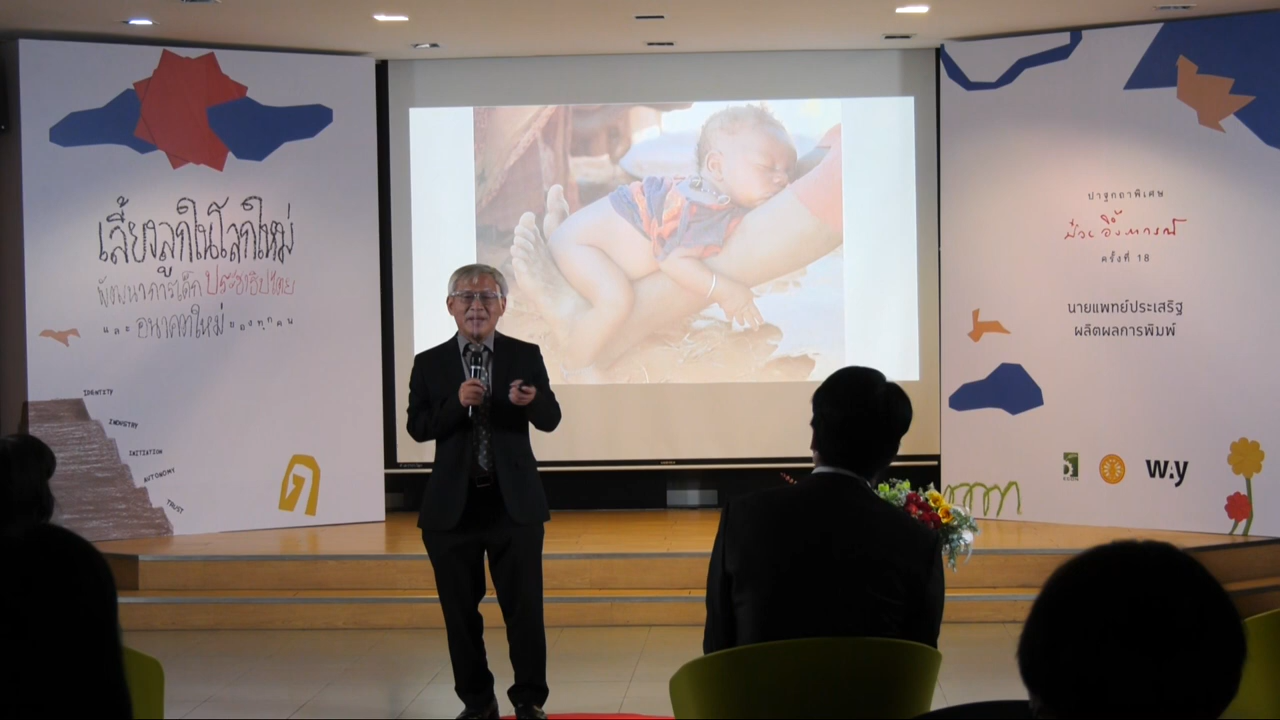 เลี้ยงลูกในโลกใหม่
พัฒนาการเด็ก ประชาธิปไตย
และ อนาคตใหม่ ของทุกคน
IDENTITY
INDUSTRY
INITIATION
AUTONOMY
TRUST
ปาฐกถาพิเศษ
ป๋วย อึ๊งภากรณ์
ครั้งที่ 18
นายแพทย์ประเสริฐ
ผลิตผลการพิมพ์
WAY